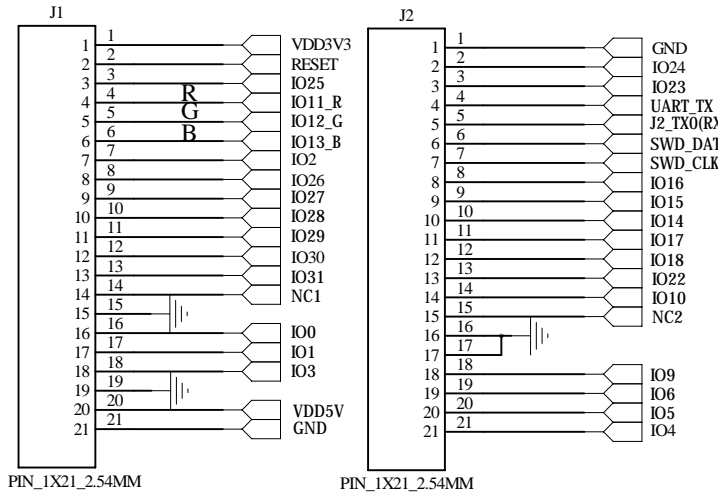 J1
1 1 VDD3V3
2 2 RESET
3 3 IO25
4 4 R IO11_R
5 5 G IO12_G
6 6 B IO13_B
7 7 IO2
8 8 IO26
9 9 IO27
10 10 IO28
11 11 IO29
12 12 IO30
13 13 IO31
14 14 NC1
15 15
16 16 IO0
17 17 IO1
18 18 IO3
19 19
20 20 VDD5V
21 21 GND
PIN_1X21_2.54MM
J2
1 1 GND
2 2 IO24
3 3 IO23
4 4 UART_TX
5 5 J2_TX0(RX
6 6 SWD_DAT
7 7 SWD_CLK
8 8 IO16
9 9 IO15
10 10 IO14
11 11 IO17
12 12 IO18
13 13 IO22
14 14 IO10
15 15 NC2
16 16
17 17
18 18 IO9
19 19 IO6
20 20 IO5
21 21 IO4
PIN_1X21_2.54MM